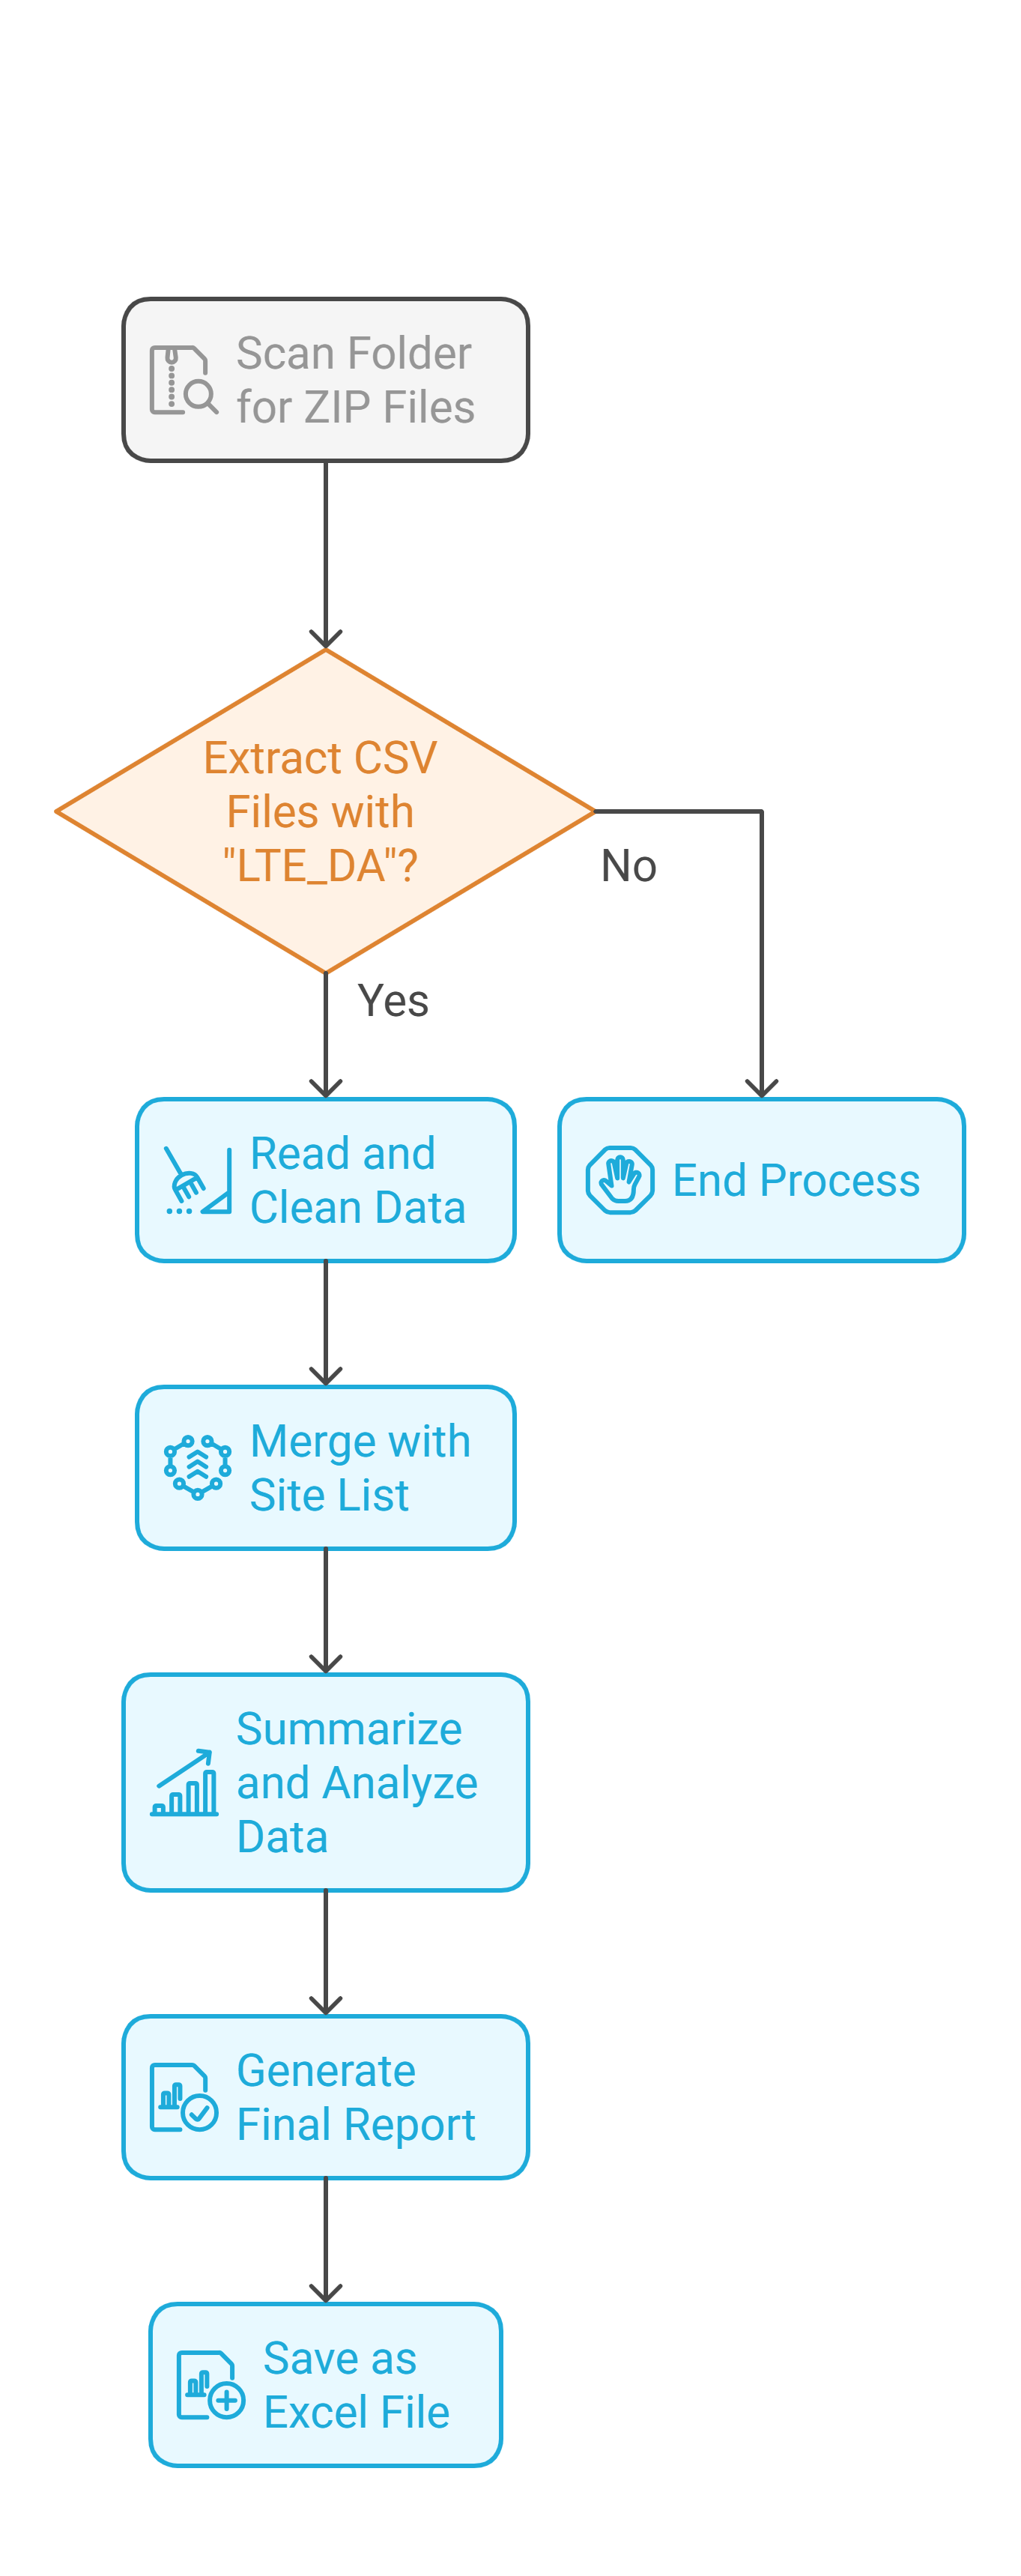 Scan Folder
for ZIP Files
Extract CSV
Files with
"LTE_DA"?
No
Yes
Read and
Clean Data
End Process
Merge with
Site List
Summarize
and Analyze
Data
Generate
Final Report
Save as
Excel File